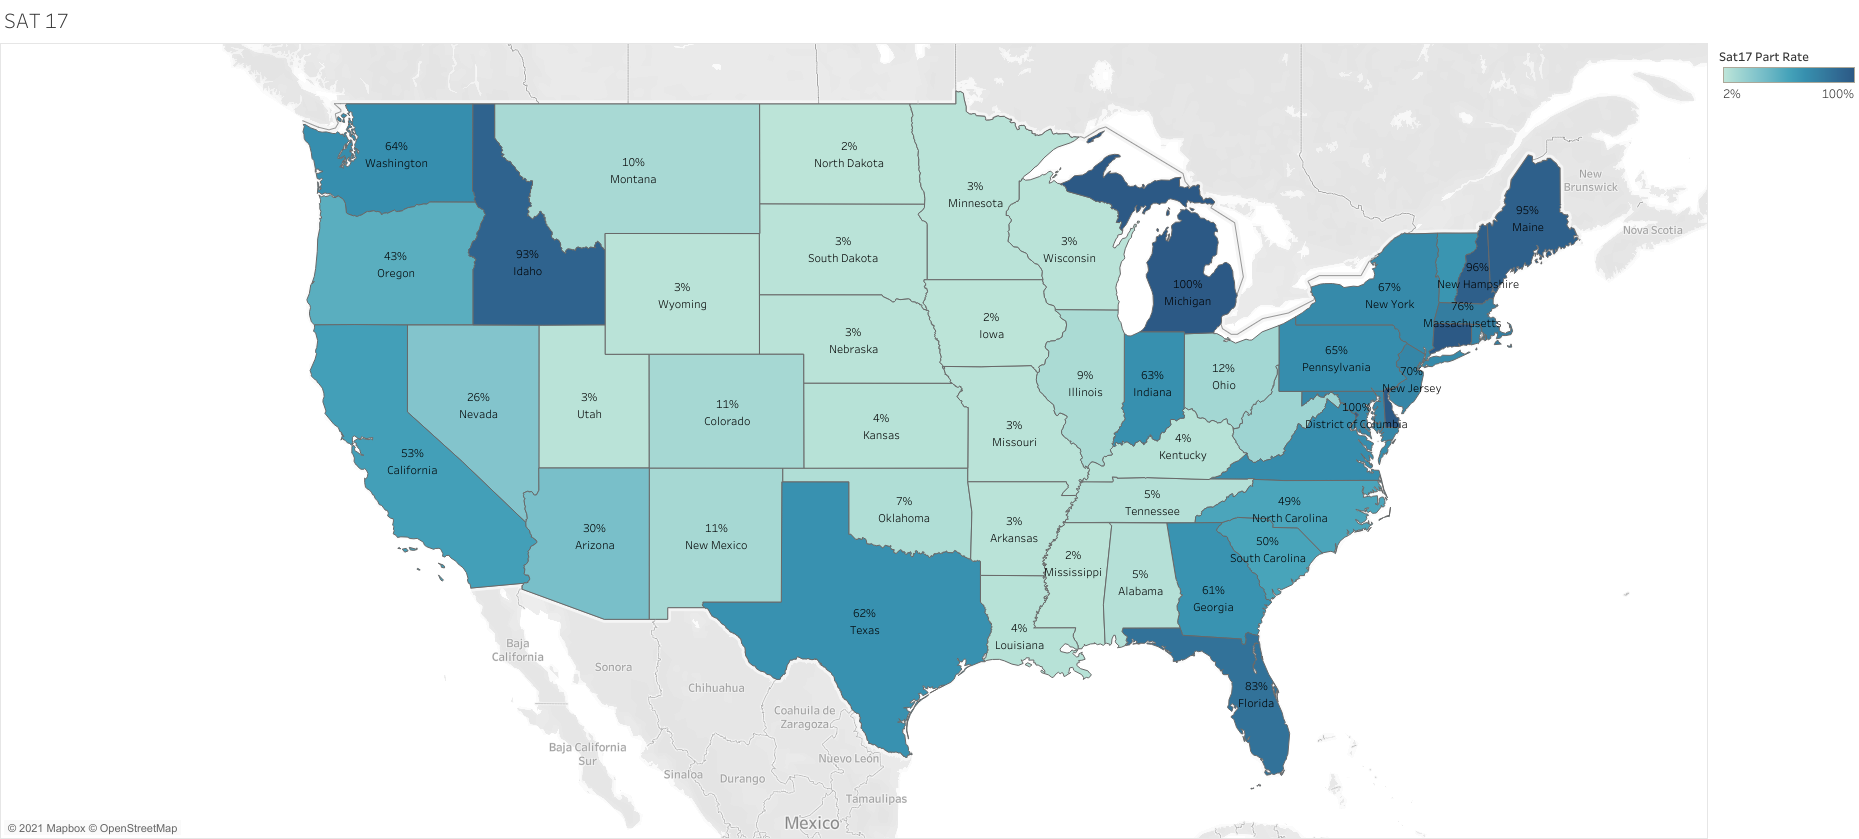 SAT 17
Sat17 Part Rate
2%
100%
64%
Washington
10%
Montana
2%
North Dakota
3%
Minnesota
3%
Wisconsin
43%
Oregon
93%
Idaho
3%
South Dakota
3%
Wyoming
100%
Michigan
95%
Maine
New
Brunswick
Nova Scotia
96%
New Hampshire
67%
New York
76%
Massachusetts
2%
Iowa
3%
Nebraska
65%
Pennsylvania
70%
New Jersey
26%
Nevada
3%
Utah
11%
Colorado
4%
Kansas
3%
Missouri
9%
Illinois
63%
Indiana
12%
Ohio
100%
District of Columbia
4%
Kentucky
53%
California
30%
Arizona
11%
New Mexico
7%
Oklahoma
3%
Arkansas
5%
Tennessee
49%
North Carolina
50%
South Carolina
2%
Mississippi
5%
Alabama
61%
Georgia
62%
Texas
4%
Louisiana
83%
Florida
Baja
California
Sonora
Chihuahua
Coahuila de
Zaragoza
Baja California
Sur
Nuevo León
Sinaloa
Durango
Tamaulipas
Mexico
© 2021 Mapbox © OpenStreetMap